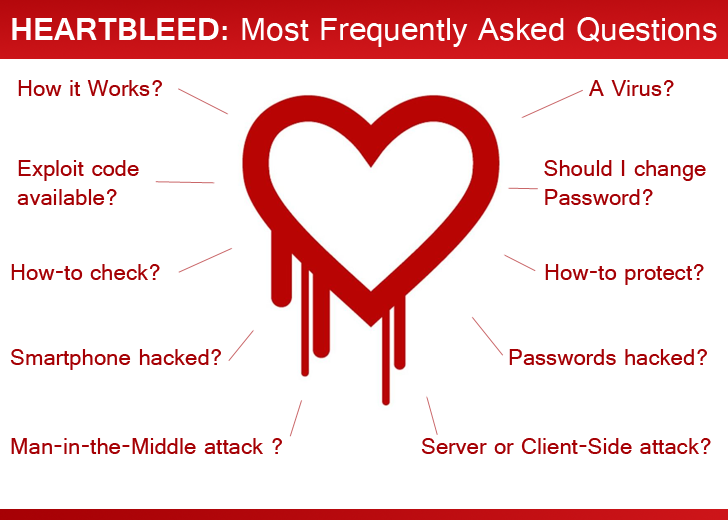 HEARTBLEED: Most Frequently Asked Questions
How it Works?
A Virus?
Exploit code
available?
Should I change
Password?
How-to check?
How-to protect?
Smartphone hacked?
Passwords hacked?
Man-in-the-Middle attack ?
Server or Client-Side attack?